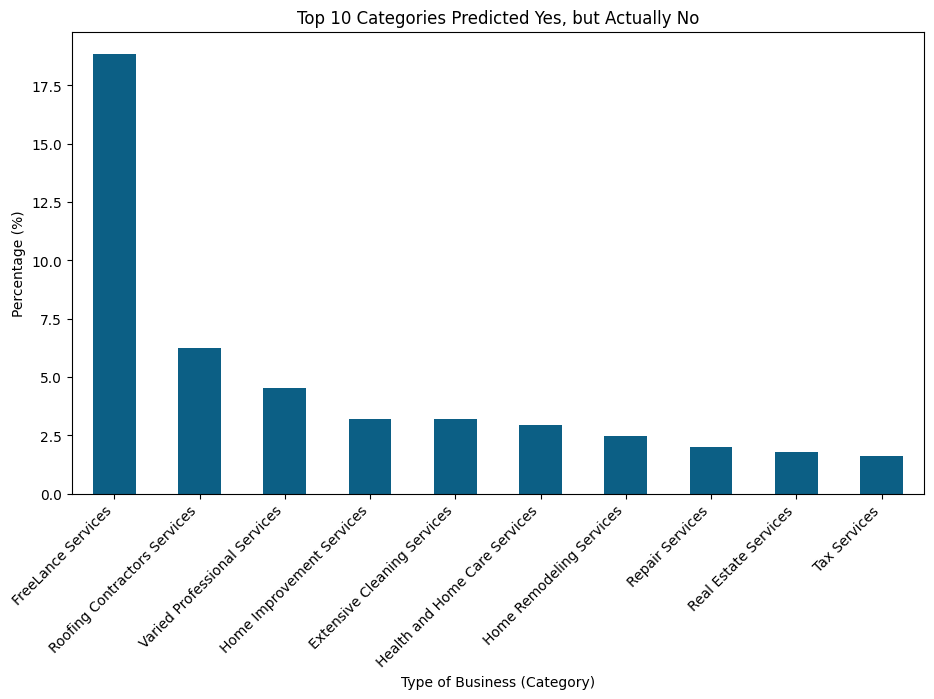 Top 10 Categories Predicted Yes, but Actually No
Percentage (%)
17.5
15.0
12.5
10.0
7.5
5.0
2.5
0.0
FreeLance Services
Roofing Contractors Services
Varied Professional Services
Home Improvement Services
Extensive Cleaning Services
Health and Home Care Services
Home Remodeling Services
Repair Services
Real Estate Services
Tax Services
Type of Business (Category)